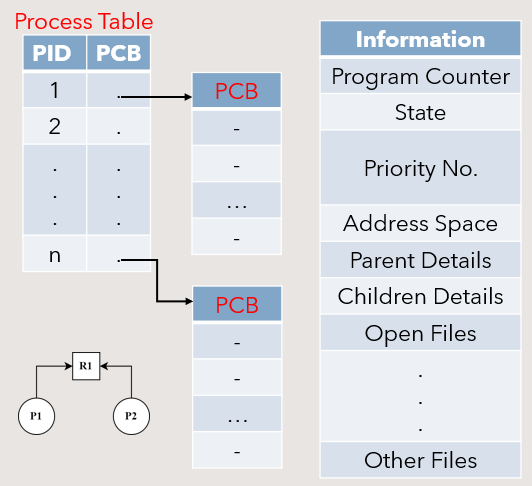 Process Table
PID PCB
1 .
2 .
. .
. .
. .
n .
PCB
-
-
...
-
PCB
-
-
...
-
R1
P1 P2
Information
Program Counter
State
Priority No.
Address Space
Parent Details
Children Details
Open Files
.
.
.
Other Files